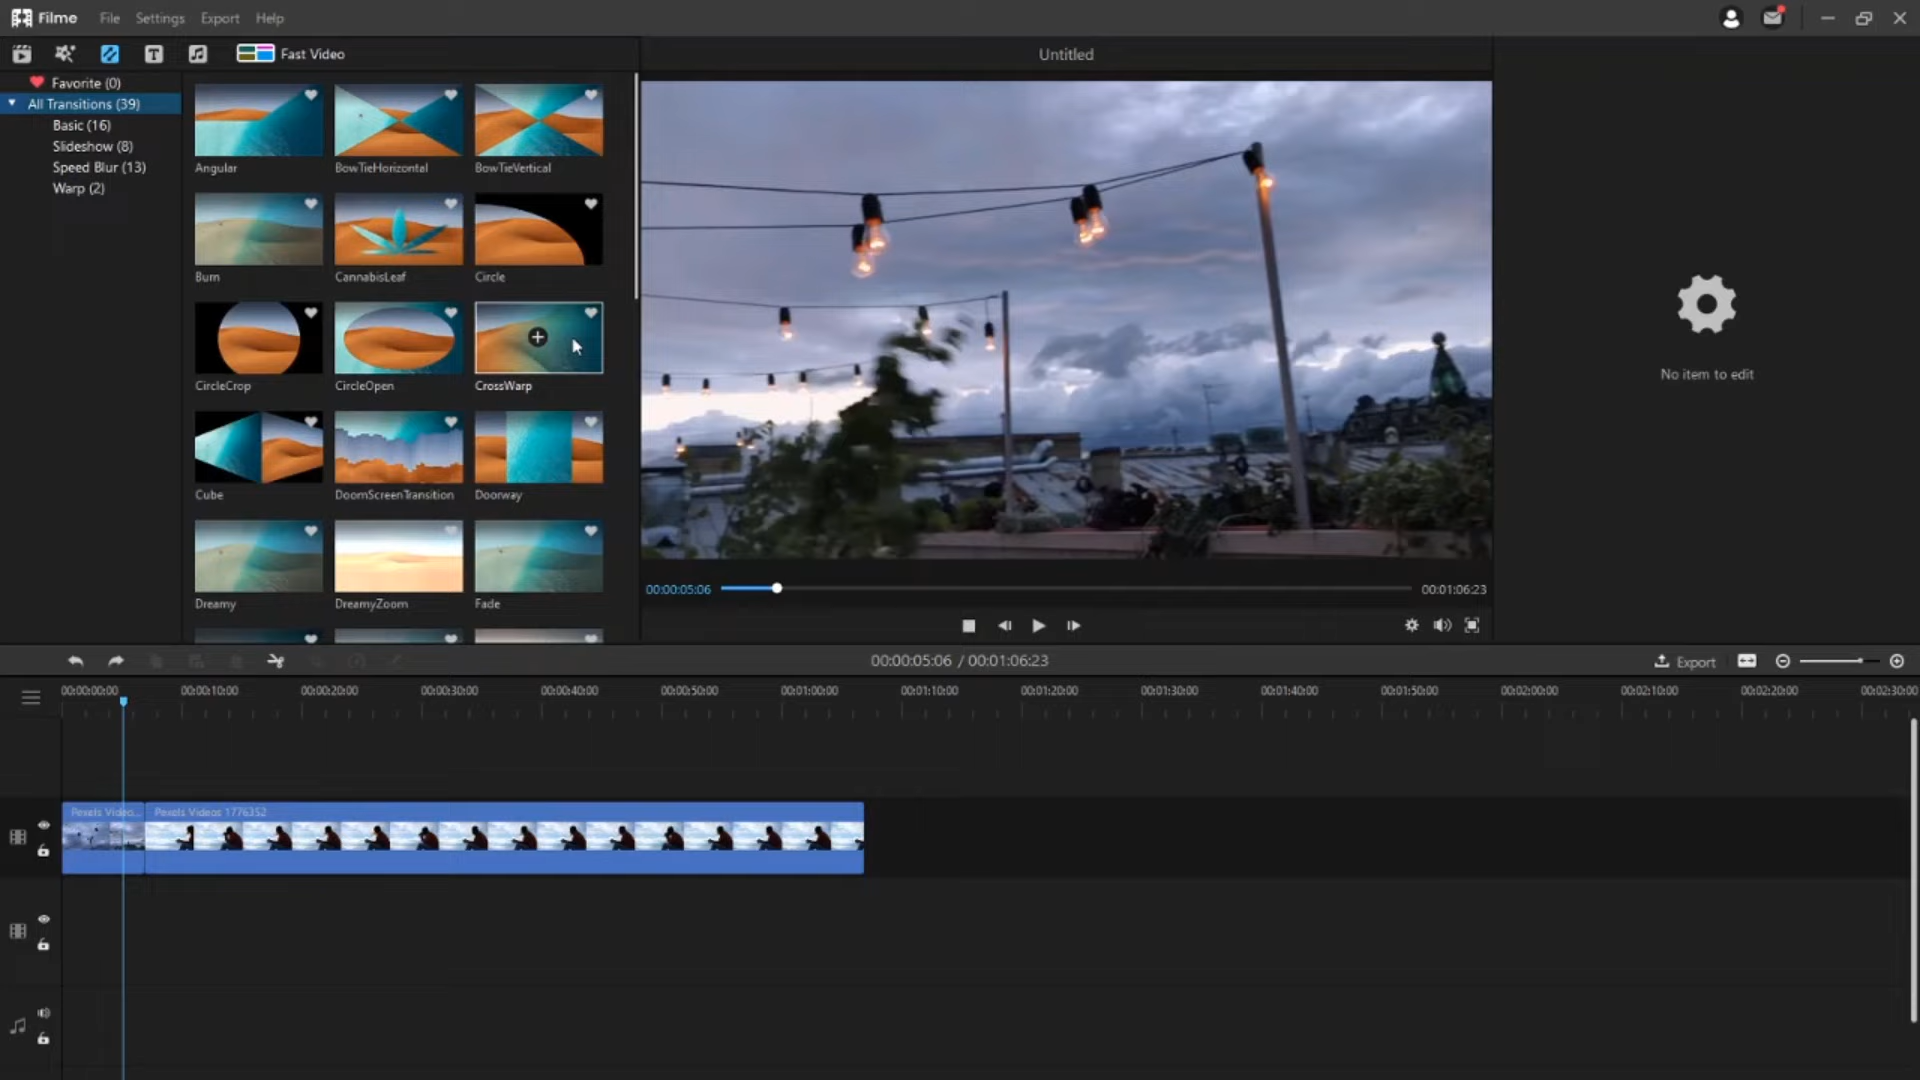 Filme File Settings Export Help
Fast Video
Untitled
Favorite (0)
All Transitions (39)
Basic (16)
Slideshow (8)
Speed Blur (13)
Warp (2)
Angular BowTieHorizontal BowTieVertical
Burn CannabisLeaf Circle
CircleCrop CircleOpen CrossWarp
Cube DoomScreenTransition Doorway
Dreamy DreamyZoom Fade
No item to edit
00:00:05:06 00:01:06:23
00:00:05:06 / 00:01:06:23
Export
00:00:00:00 00:00:10:00 00:00:20:00 00:00:30:00 00:00:40:00 00:00:50:00 00:01:00:00 00:01:10:00 00:01:20:00 00:01:30:00 00:01:40:00 00:01:50:00 00:02:00:00 00:02:10:00 00:02:20:00 00:02:30:00
Pexels Video... Pexels Videos 1776352